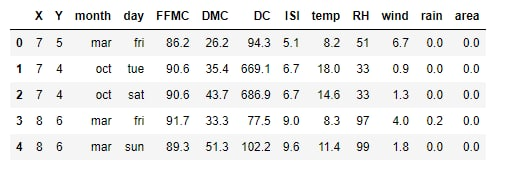 X Y month day FFMC DMC DC ISI temp RH wind rain area
0 7 5 mar fri 86.2 26.2 94.3 5.1 8.2 51 6.7 0.0 0.0
1 7 4 oct tue 90.6 35.4 669.1 6.7 18.0 33 0.9 0.0 0.0
2 7 4 oct sat 90.6 43.7 686.9 6.7 14.6 33 1.3 0.0 0.0
3 8 6 mar fri 91.7 33.3 77.5 9.0 8.3 97 4.0 0.2 0.0
4 8 6 mar sun 89.3 51.3 102.2 9.6 11.4 99 1.8 0.0 0.0